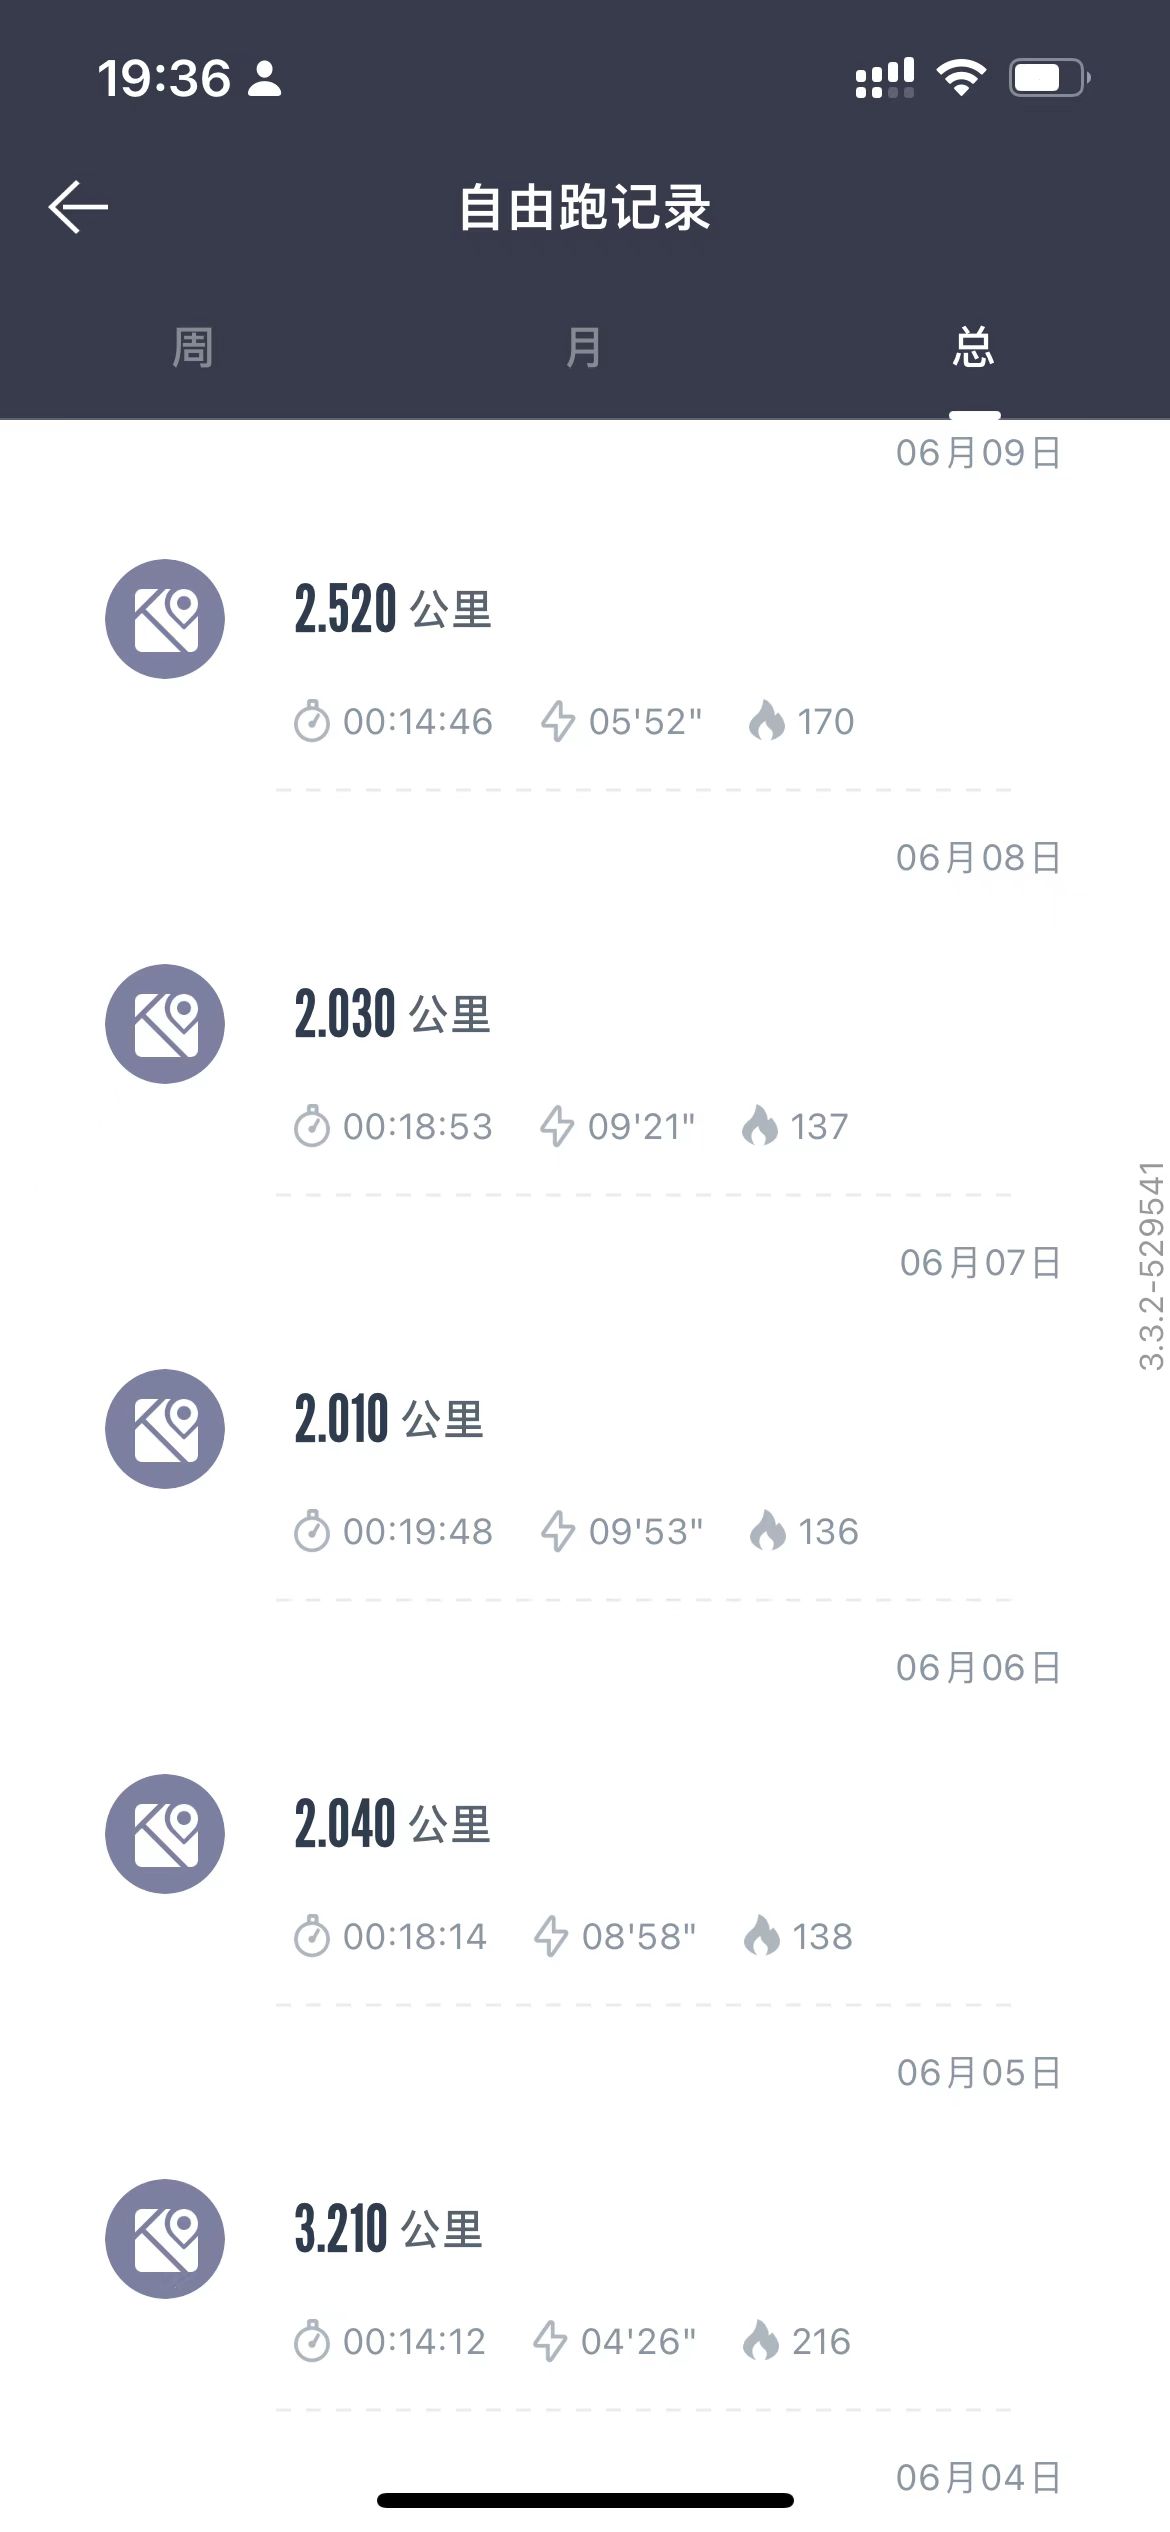 19:36
自由跑记录
周 月 总
06月09日
2.520 公里
00:14:46 05'52" 170
06月08日
2.030 公里
00:18:53 09'21" 137
3.3.2-529541
06月07日
2.010 公里
00:19:48 09'53" 136
06月06日
2.040 公里
00:18:14 08'58" 138
06月05日
3.210 公里
00:14:12 04'26" 216
06月04日